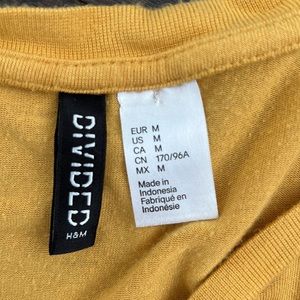 DIVIDED
H&M
EUR M
US M
CA M
CN 170/96A
MX M
Made in
Indonesia
Fabriqué en
Indonésie